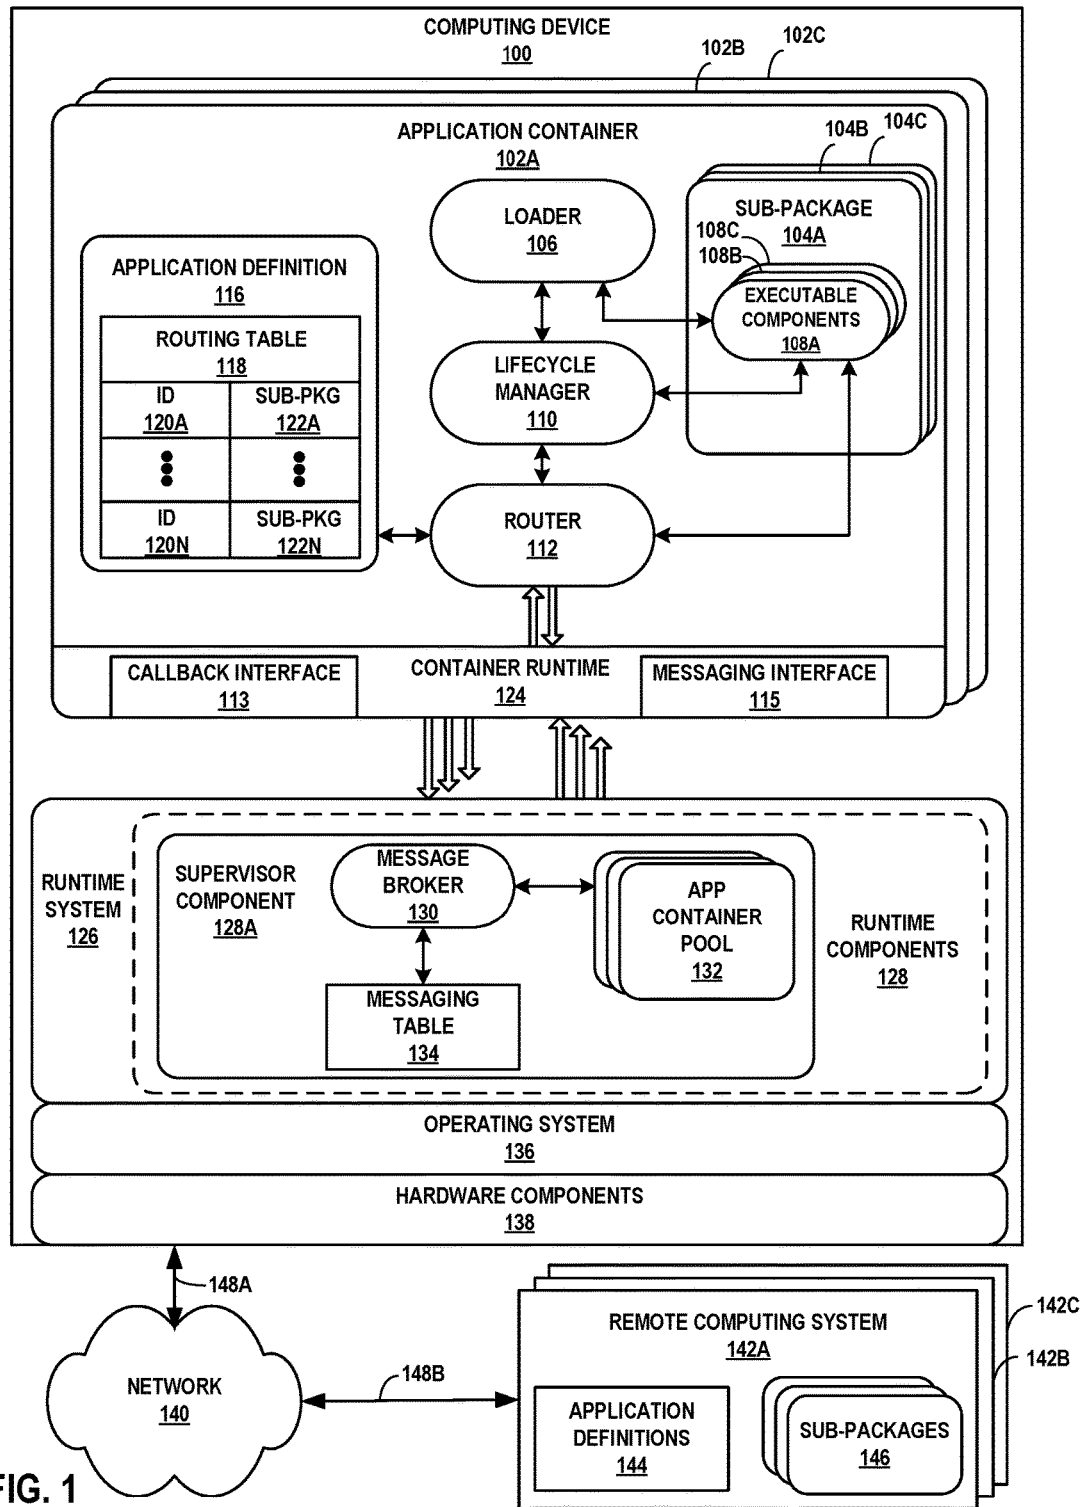 COMPUTING DEVICE
100
102C
102B
APPLICATION CONTAINER
102A
104C
104B
LOADER
106
SUB-PACKAGE
104A
108C
108B
EXECUTABLE
COMPONENTS
108A
APPLICATION DEFINITION
116
ROUTING TABLE
118
ID
120A
SUB-PKG
122A
ID
120N
SUB-PKG
122N
LIFECYCLE
MANAGER
110
ROUTER
112
CALLBACK INTERFACE
113
CONTAINER RUNTIME
124
MESSAGING INTERFACE
115
RUNTIME
SYSTEM
126
SUPERVISOR
COMPONENT
128A
MESSAGE
BROKER
130
APP
CONTAINER
POOL
132
MESSAGING
TABLE
134
RUNTIME
COMPONENTS
128
OPERATING SYSTEM
136
HARDWARE COMPONENTS
138
148A
NETWORK
140
148B
REMOTE COMPUTING SYSTEM
142A
142C
142B
APPLICATION
DEFINITIONS
144
SUB-PACKAGES
146
FIG. 1